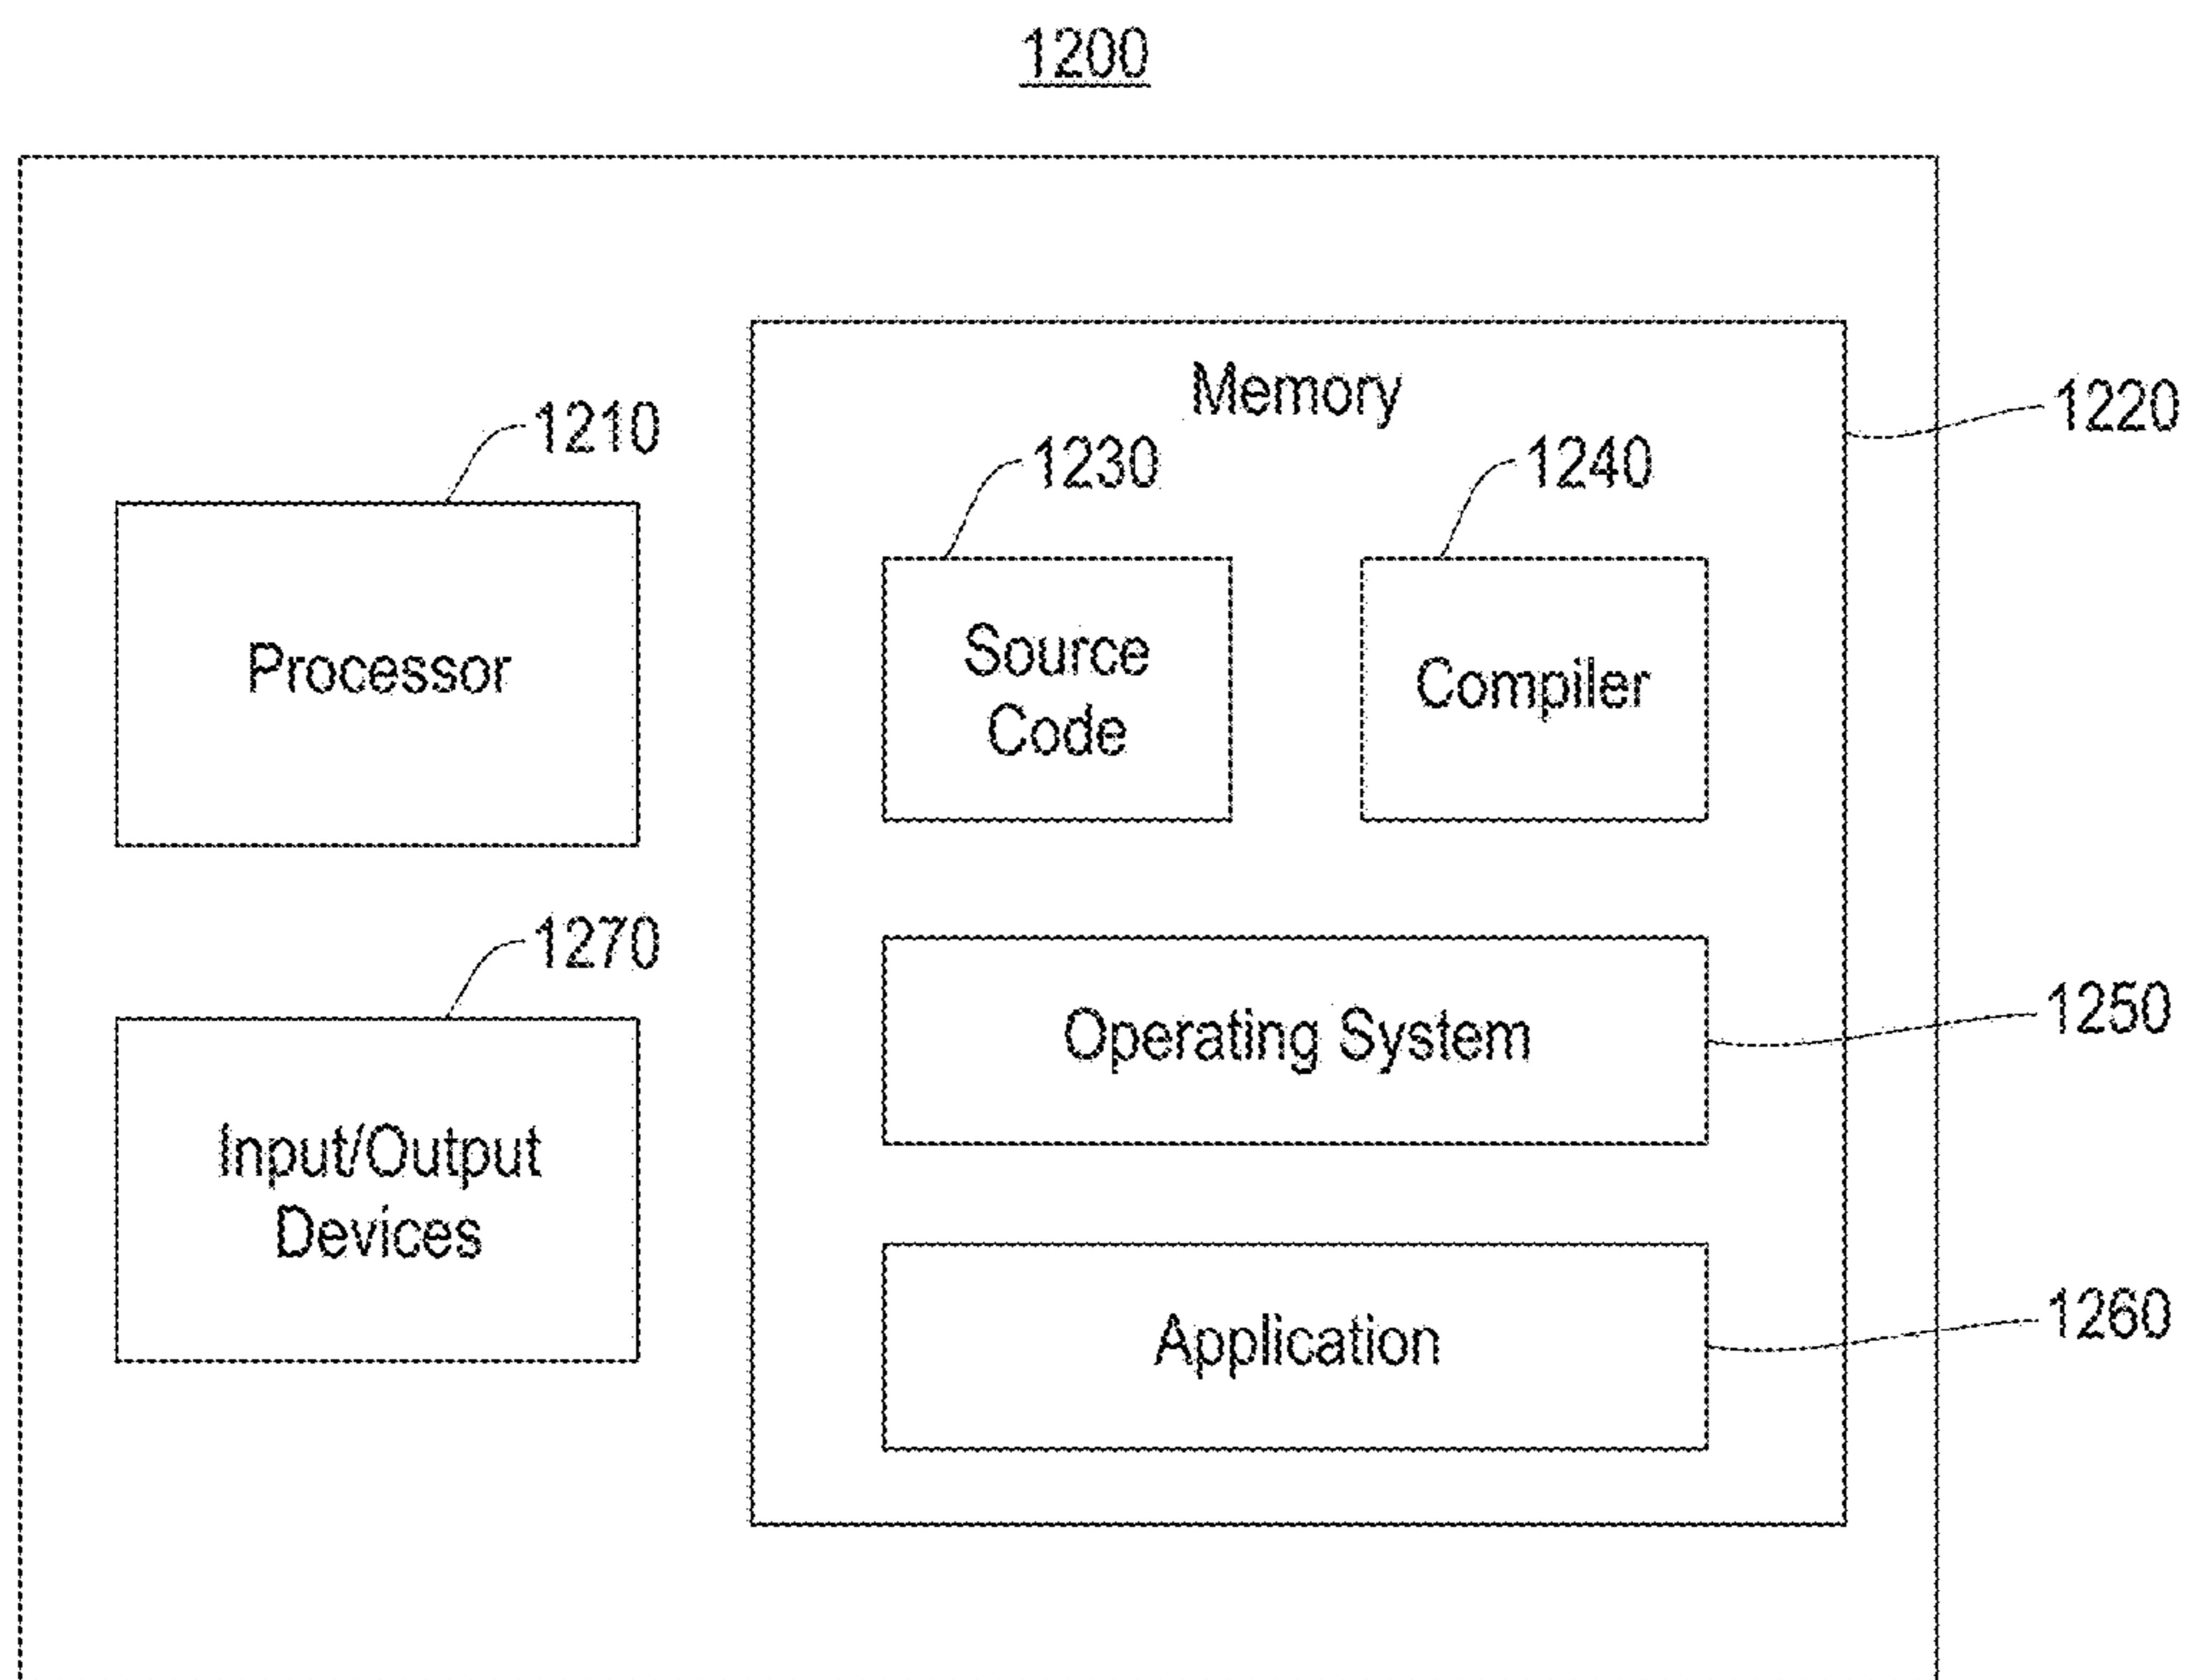 1200
Memory
1220
1210
1230
1240
Processor
Source
Code
Compiler
1270
Operating System
1250
Input/Output
Devices
Application
1260